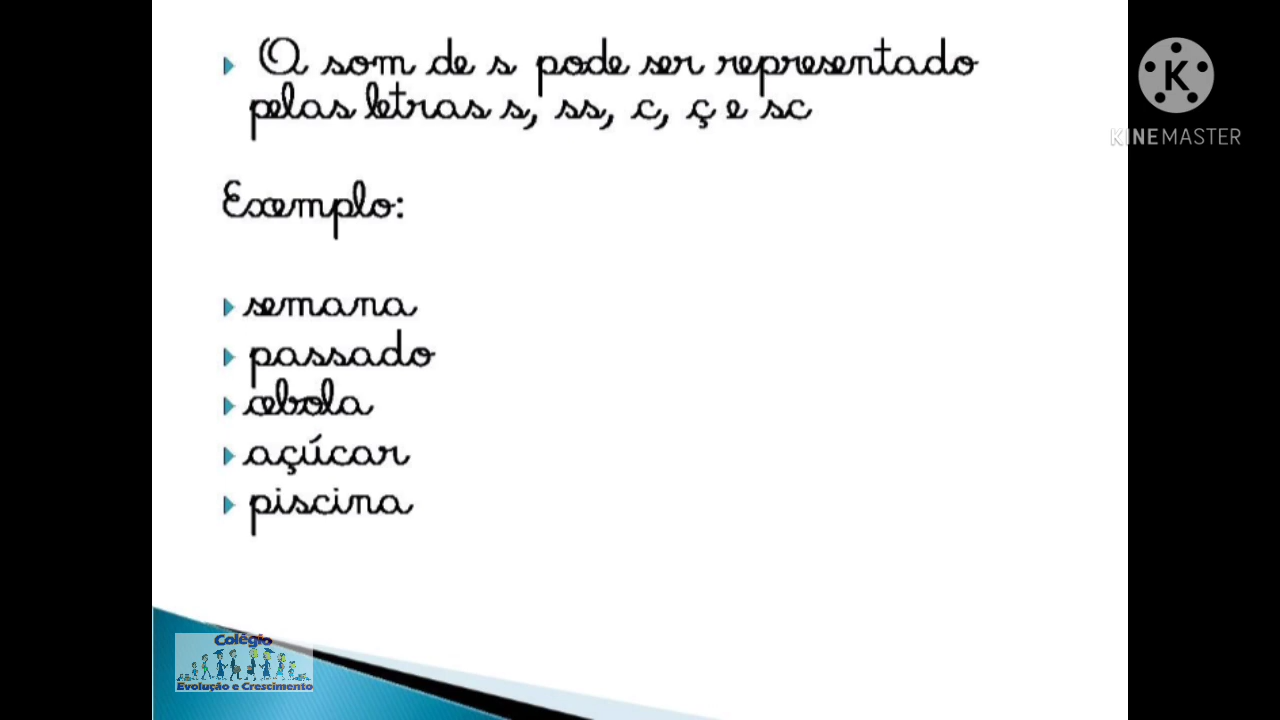 O som de s pode ser representado
pelas letras s, ss, c, ç e sc
Exemplo:
semana
passado
cebola
açúcar
piscina
K
KINEMASTER
Colégio
Evolução e Crescimento